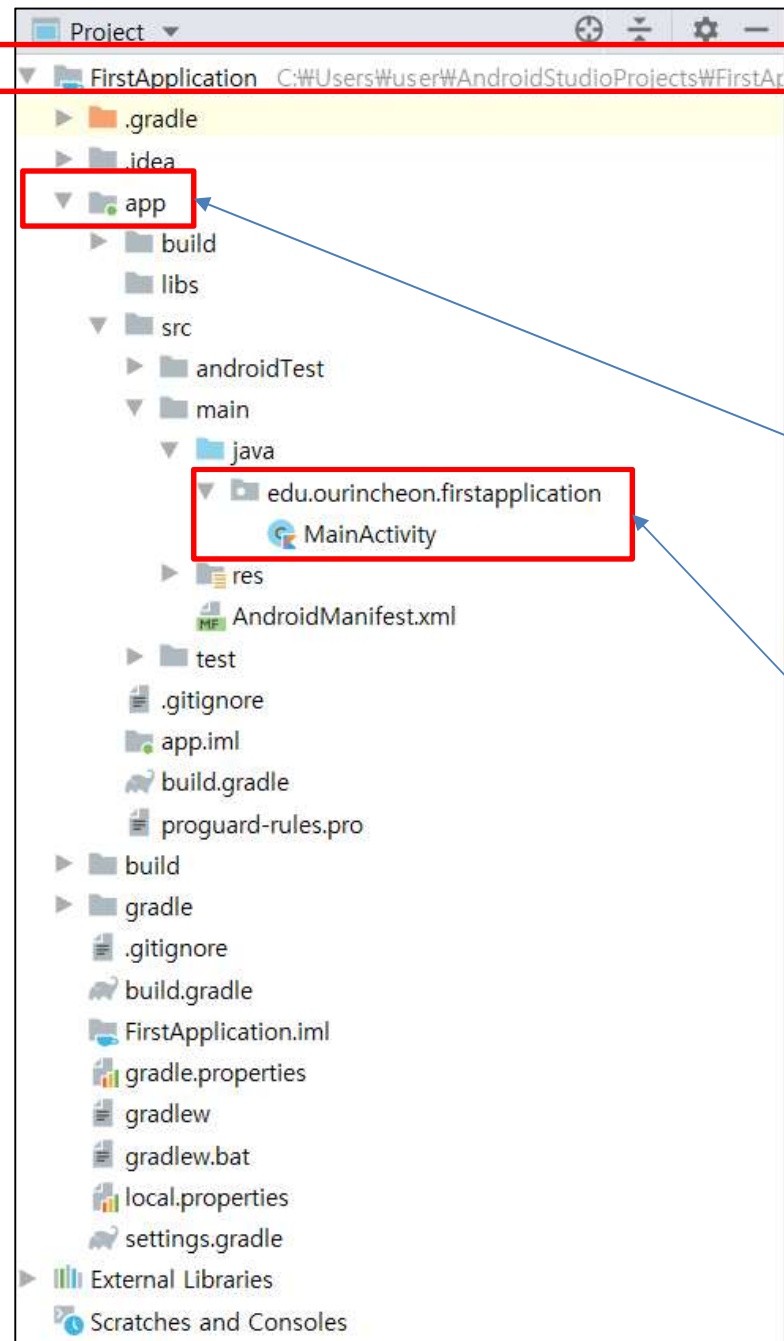 Project
FirstApplication C:₩Users₩user₩AndroidStudioProjects₩FirstAp
.gradle
.idea
app
build
libs
src
androidTest
main
java
edu.ourincheon.firstapplication
MainActivity
res
AndroidManifest.xml
test
.gitignore
app.iml
build.gradle
proguard-rules.pro
build
gradle
.gitignore
build.gradle
FirstApplication.iml
gradle.properties
gradlew
gradlew.bat
local.properties
settings.gradle
External Libraries
Scratches and Consoles